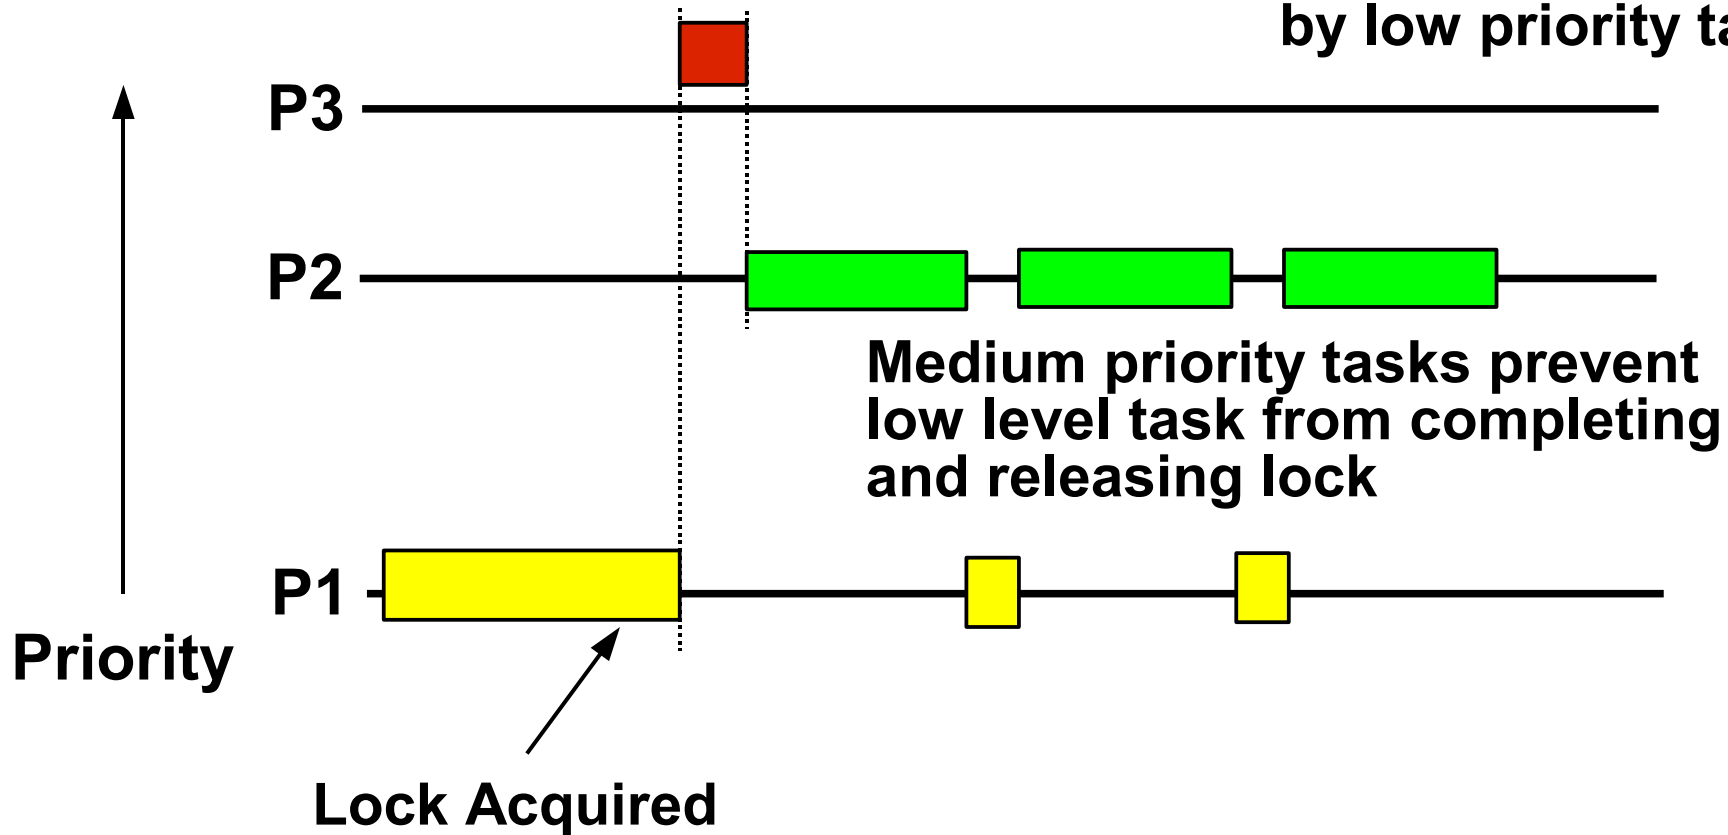 by low priority
P3
P2
Medium priority tasks prevent
low level task from completing
and releasing lock
P1
Priority
Lock Acquired